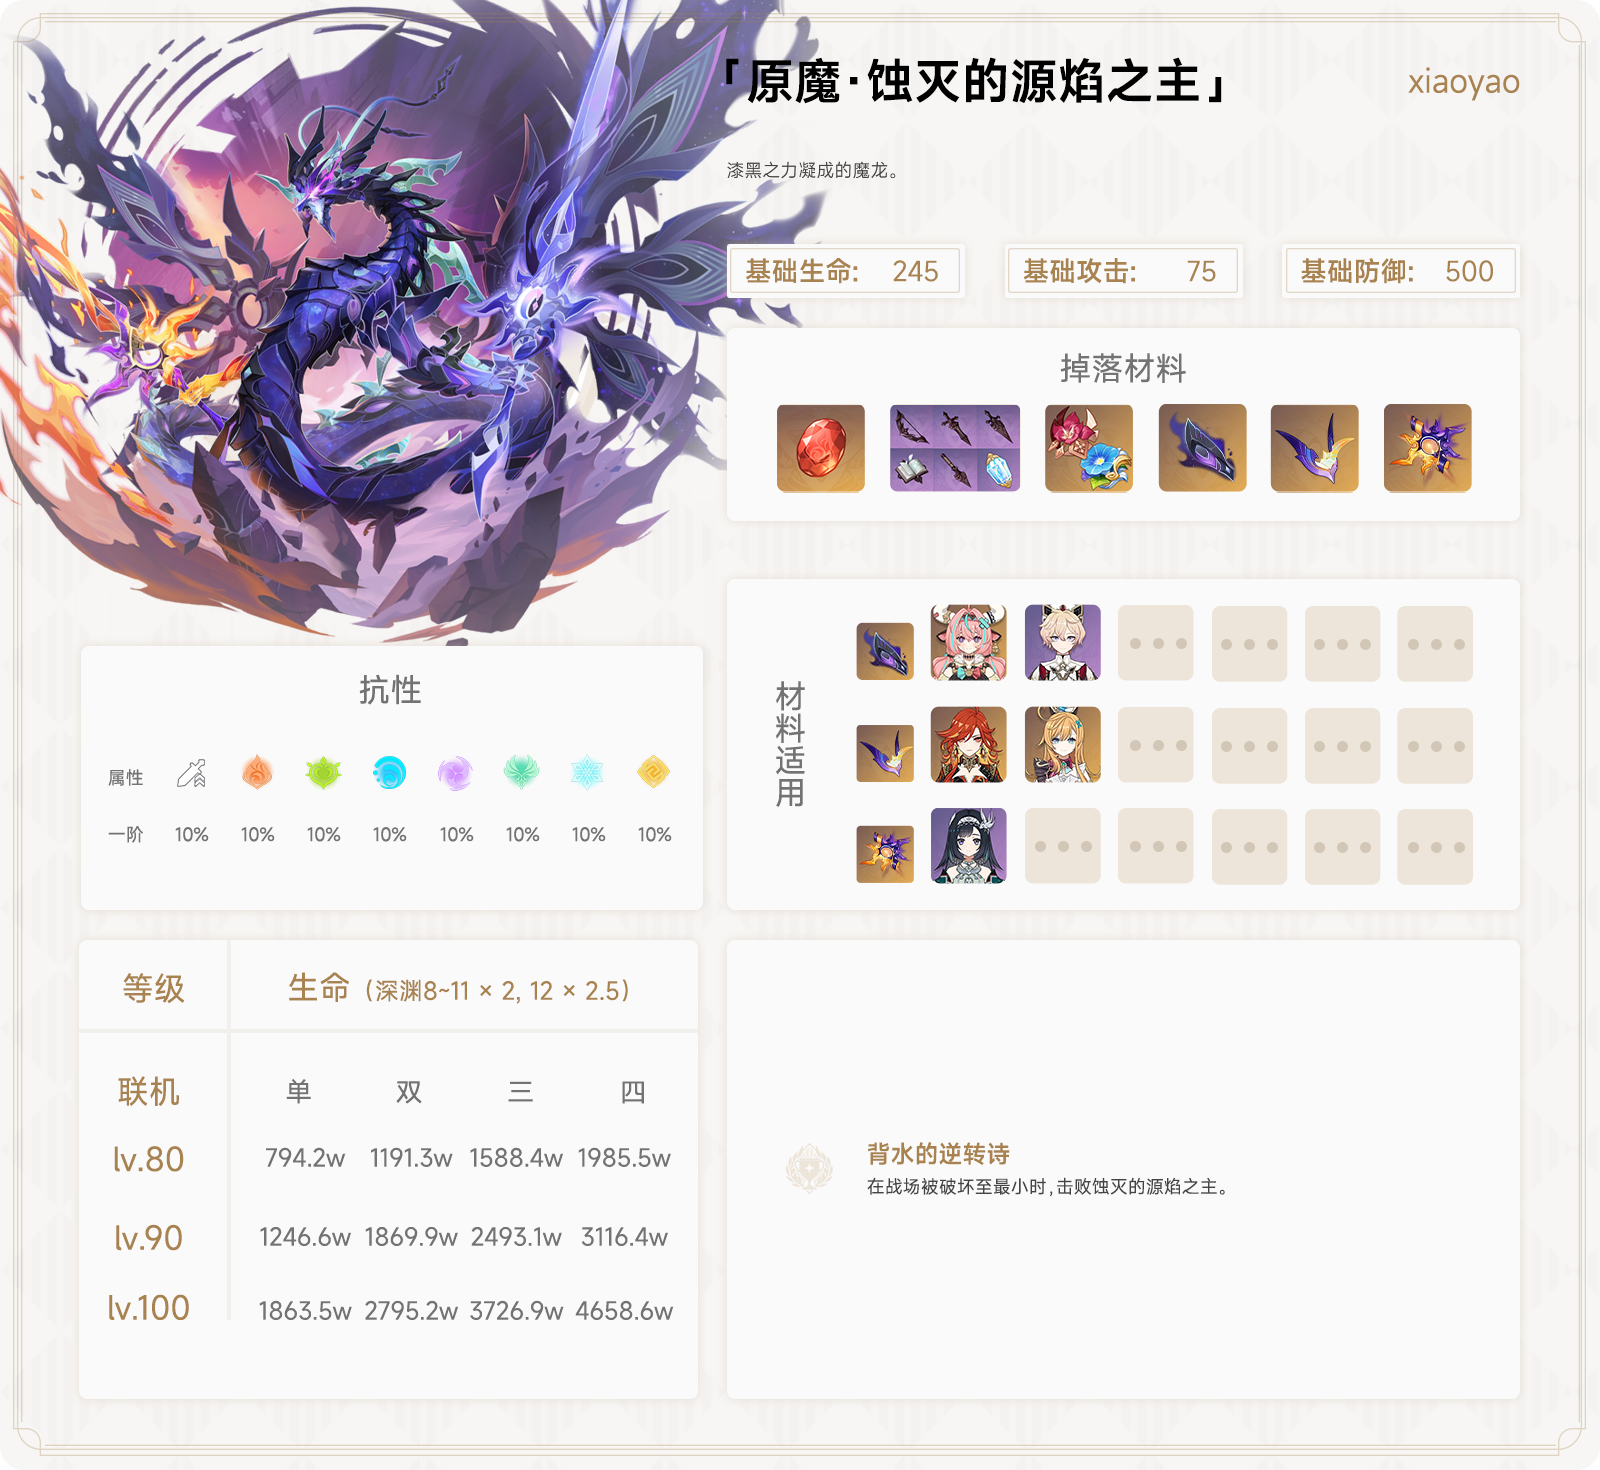 「原魔·蚀灭的源焰之主」
xiaoyao
漆黑之力凝成的魔龙。
基础生命: 245
基础攻击: 75
基础防御: 500
掉落材料
材料适用
抗性
属性
一阶 10% 10% 10% 10% 10% 10% 10% 10%
等级 生命（深渊8~11 × 2, 12 × 2.5）
联机 单 双 三 四
lv.80 794.2w 1191.3w 1588.4w 1985.5w
lv.90 1246.6w 1869.9w 2493.1w 3116.4w
lv.100 1863.5w 2795.2w 3726.9w 4658.6w
背水的逆转诗
在战场被破坏至最小时,击败蚀灭的源焰之主。